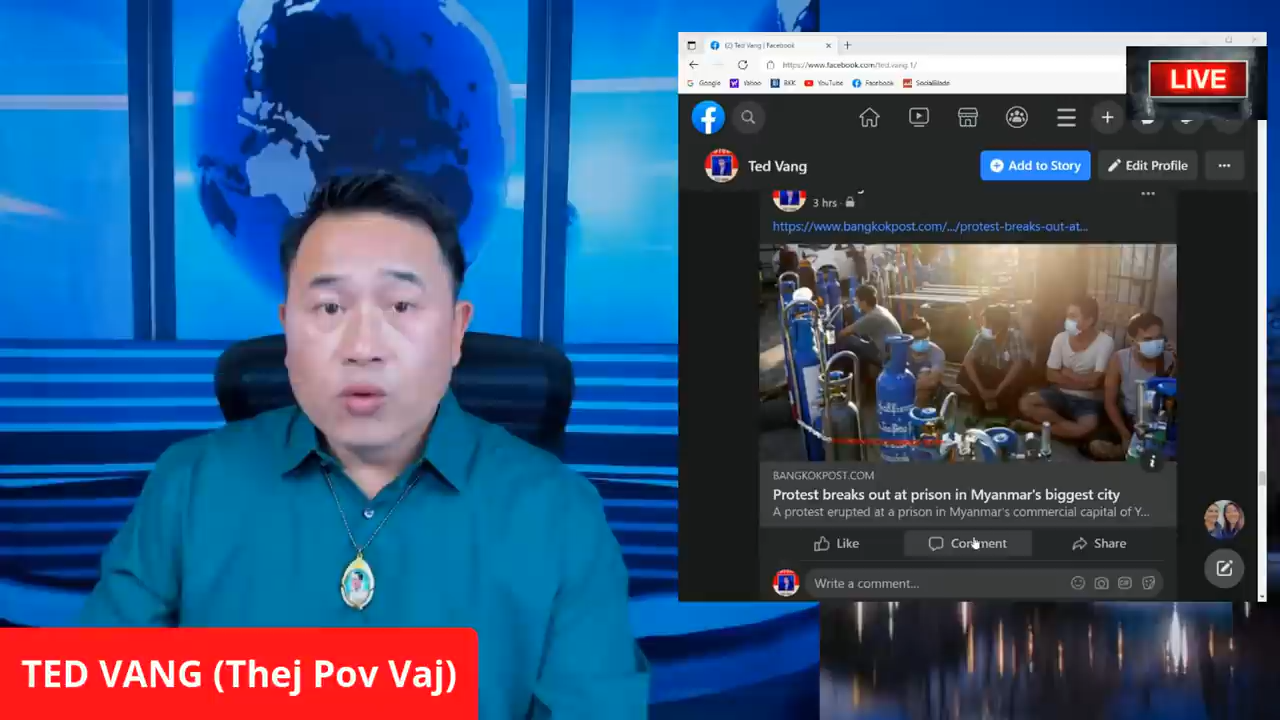 (2) Ted Vang | Facebook
https://www.facebook.com/ted.vang.1/
Google
Yahoo
BKK
YouTube
Facebook
SocialBlade
LIVE
Ted Vang
Add to Story
Edit Profile
3 hrs
https://www.bangkokpost.com/.../protest-breaks-out-at...
BANGKOKPOST.COM
Protest breaks out at prison in Myanmar's biggest city
A protest erupted at a prison in Myanmar's commercial capital of Y...
Like
Comment
Share
Write a comment...
TED VANG (Thej Pov Vaj)